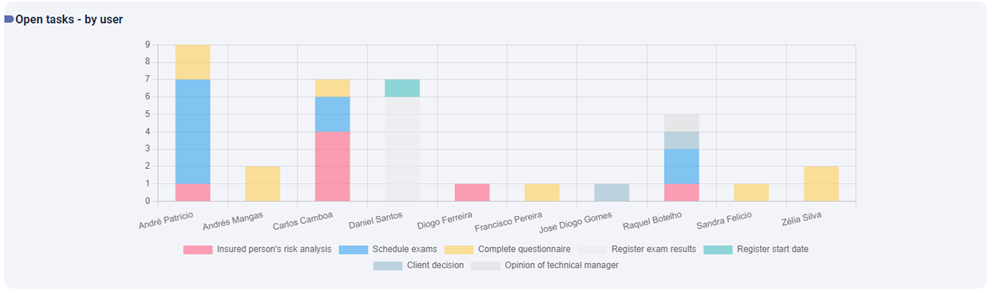 Open tasks - by user
9
8
7
6
5
4
3
2
1
0
André Patrício Andrés Mangas Carlos Camboa Daniel Santos Diogo Ferreira Francisco Pereira Jose Diogo Gomes Raquel Botelho Sandra Felício Zélia Silva
Insured person's risk analysis Schedule exams Complete questionnaire Register exam results Register start date
Client decision Opinion of technical manager